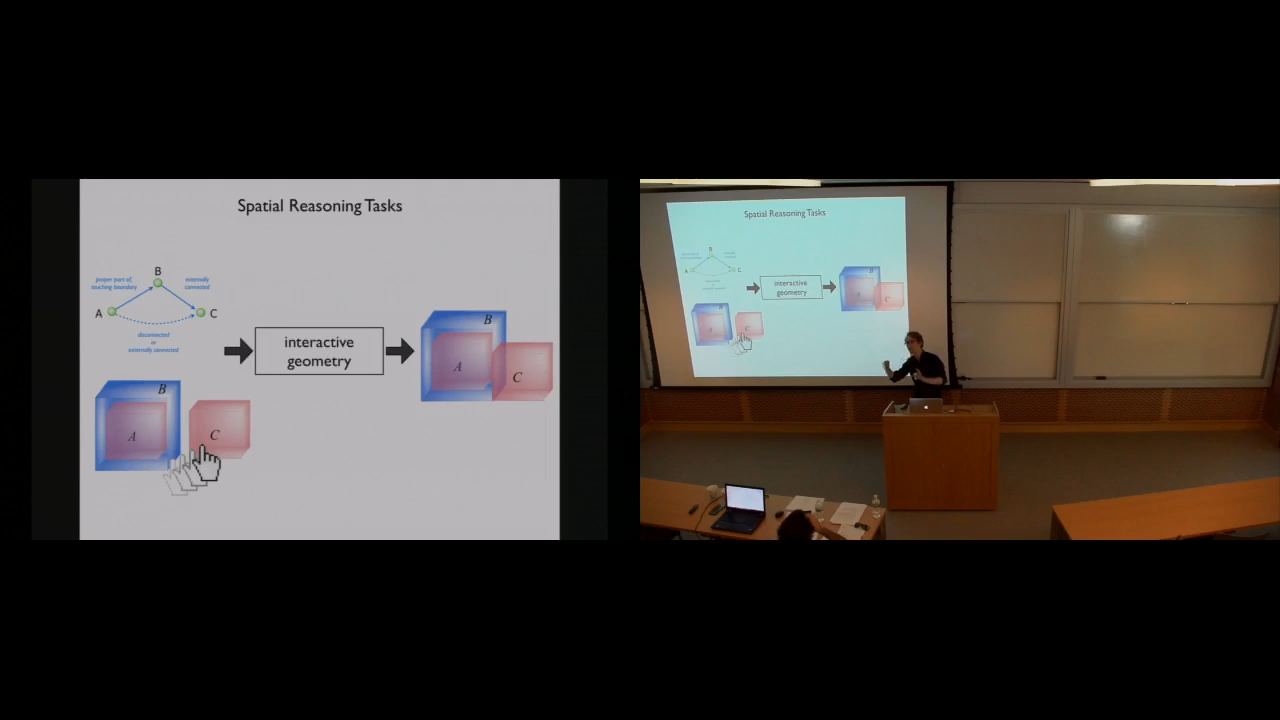 Spatial Reasoning Tasks
B
proper part of,
touching boundary
externally
connected
A
C
disconnected
or
externally connected
interactive
geometry
B
A
C
B
A
C
Spatial Reasoning Tasks
B
A
C
interactive
geometry
B
A
C
A
C